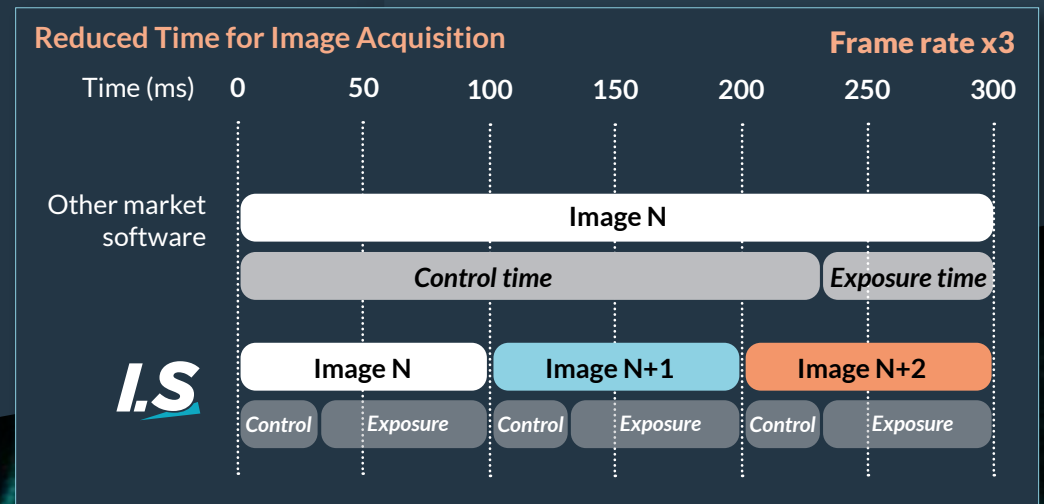 Reduced Time for Image Acquisition
Frame rate x3
Time (ms) 0 50 100 150 200 250 300
Other market
software
Image N
Control time Exposure time
I.S
Image N Image N+1 Image N+2
Control Exposure Control Exposure Control Exposure